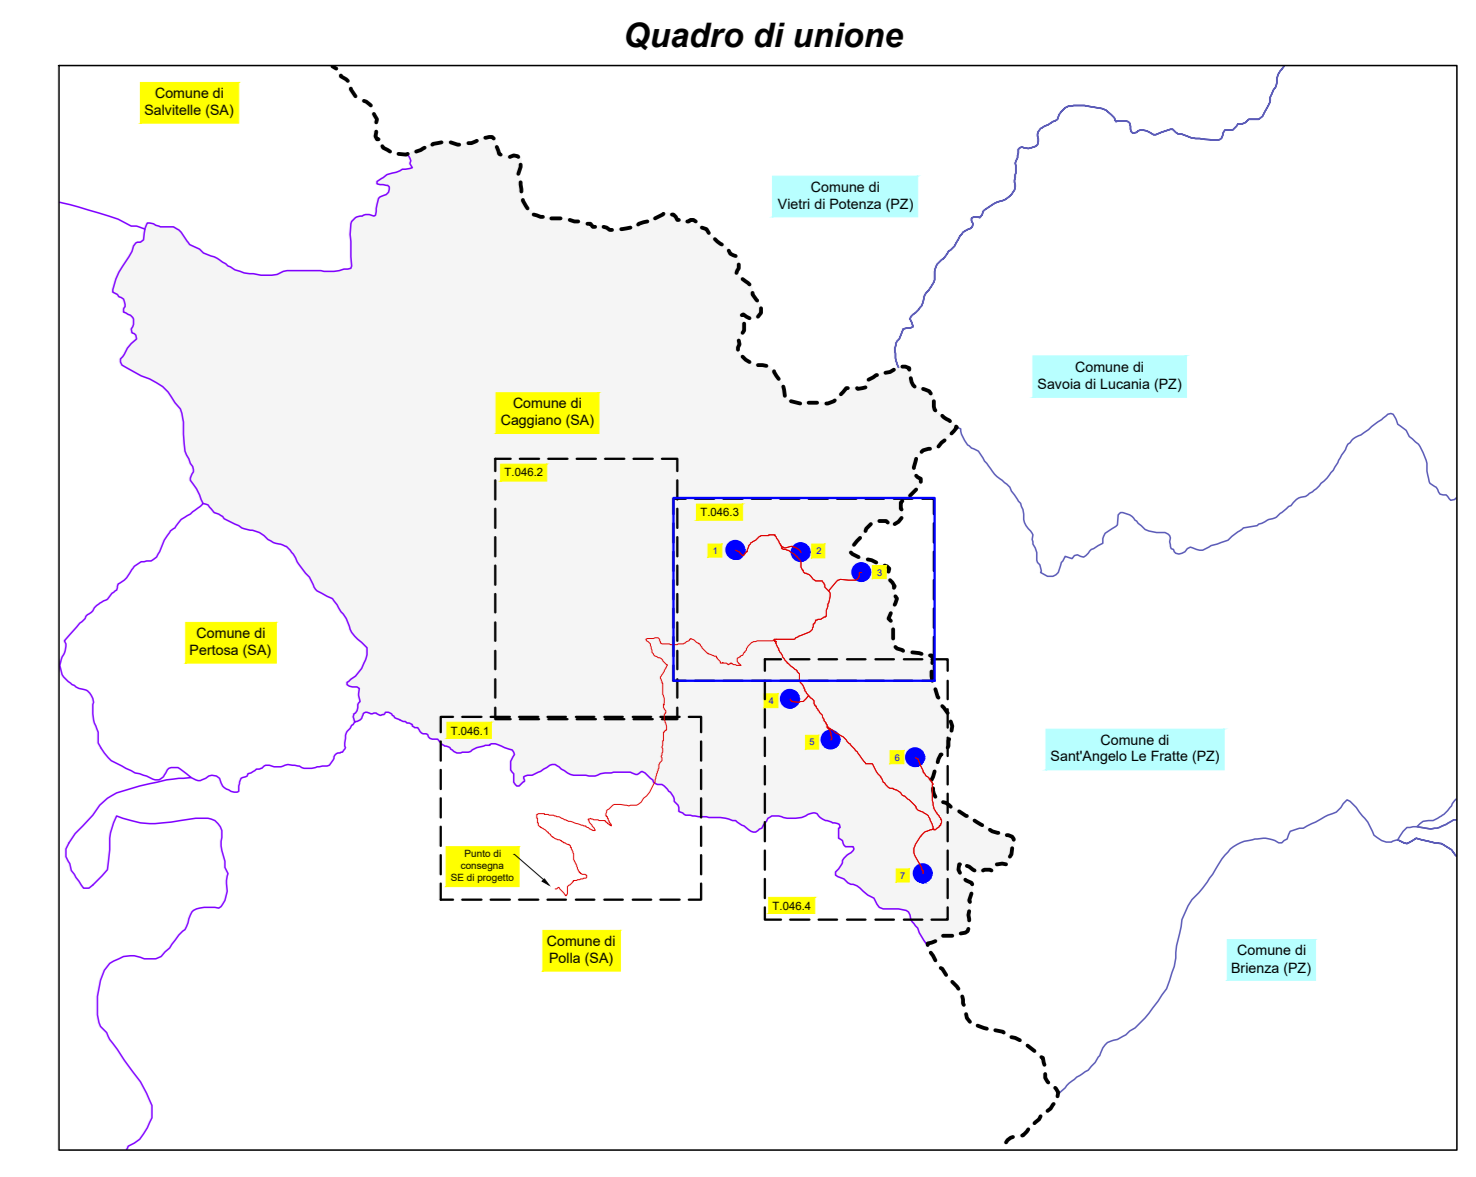 Quadro di unione
Comune di
Salvitelle (SA)
Comune di
Vietri di Potenza (PZ)
Comune di
Savoia di Lucania (PZ)
Comune di
Caggiano (SA)
T.046.2
T.046.3
1
2
3
Comune di
Pertosa (SA)
4
T.046.1
5
6
Comune di
Sant'Angelo Le Fratte (PZ)
Punto di
consegna
SE di progetto
7
T.046.4
Comune di
Polla (SA)
Comune di
Brienza (PZ)